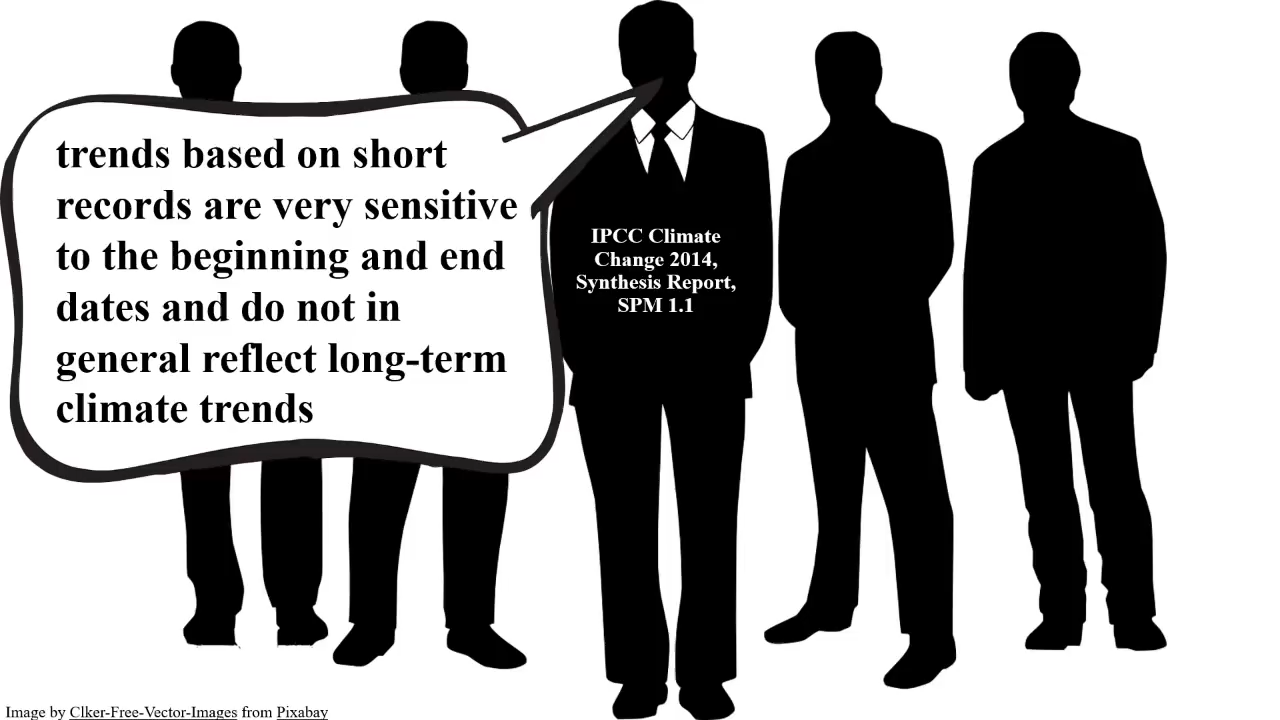 trends based on short
records are very sensitive
to the beginning and end
dates and do not in
general reflect long-term
climate trends
IPCC Climate
Change 2014,
Synthesis Report,
SPM 1.1
Image by Clker-Free-Vector-Images from Pixabay